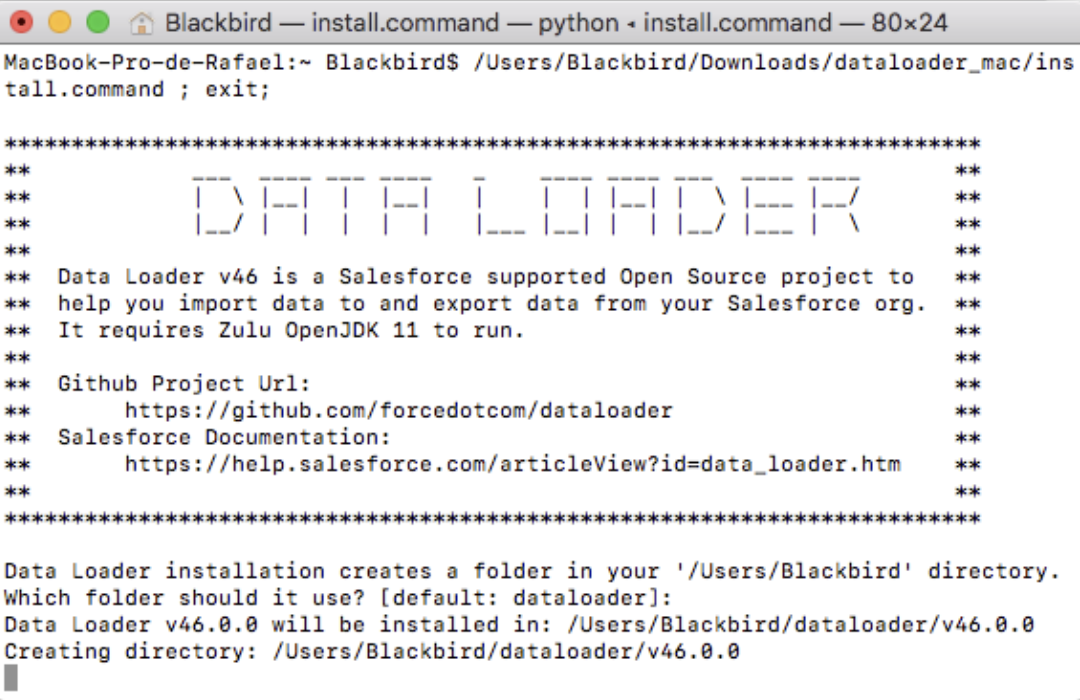 Blackbird — install.command — python ◂ install.command — 80×24
MacBook-Pro-de-Rafael:~ Blackbird$ /Users/Blackbird/Downloads/dataloader_mac/ins
tall.command ; exit;
*************************************************************************
** DATA LOADER **
** Data Loader v46 is a Salesforce supported Open Source project to **
** help you import data to and export data from your Salesforce org. **
** It requires Zulu OpenJDK 11 to run. **
** **
** Github Project Url: **
** https://github.com/forcedotcom/dataloader **
** Salesforce Documentation: **
** https://help.salesforce.com/articleView?id=data_loader.htm **
** **
*************************************************************************
Data Loader installation creates a folder in your '/Users/Blackbird' directory.
Which folder should it use? [default: dataloader]:
Data Loader v46.0.0 will be installed in: /Users/Blackbird/dataloader/v46.0.0
Creating directory: /Users/Blackbird/dataloader/v46.0.0